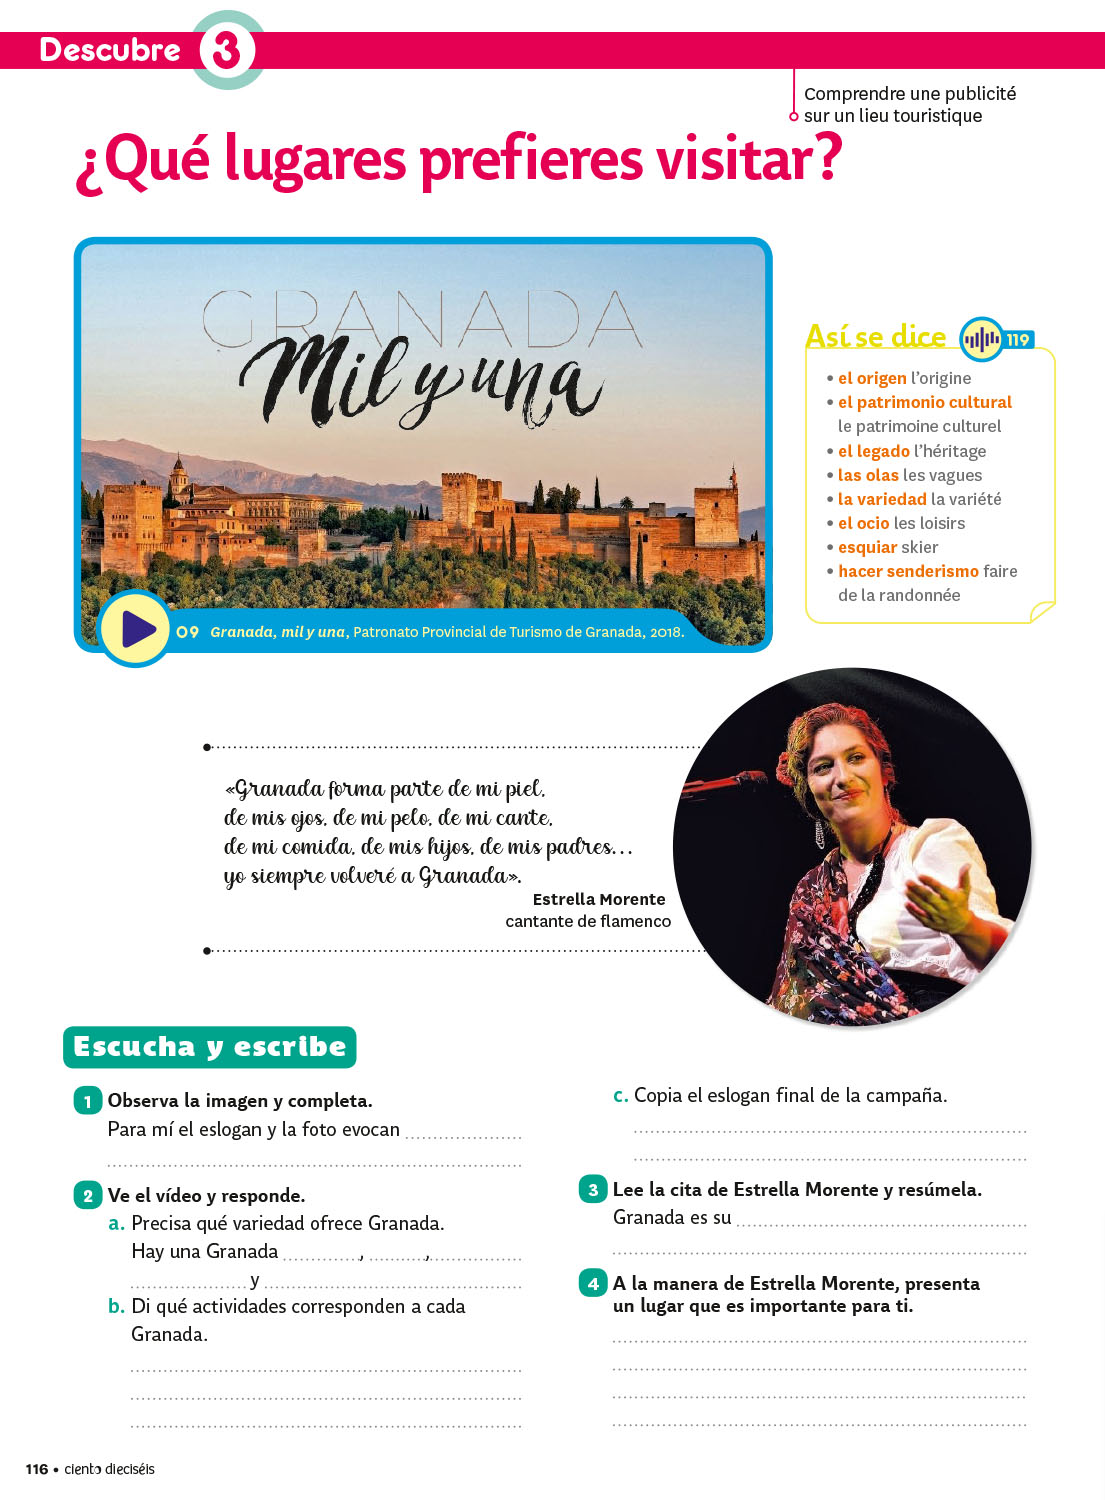 Descubre 3
Comprendre une publicité
sur un lieu touristique
¿Qué lugares prefieres visitar?
GRANADA
Mil y una
09 Granada, mil y una, Patronato Provincial de Turismo de Granada, 2018.
Así se dice 119
• el origen l'origine
• el patrimonio cultural
le patrimoine culturel
• el legado l'héritage
• las olas les vagues
• la variedad la variété
• el ocio les loisirs
• esquiar skier
• hacer senderismo faire
de la randonnée
«Granada forma parte de mi piel,
de mis ojos, de mi pelo, de mi cante,
de mi comida, de mis hijos, de mis padres...
yo siempre volveré a Granada».
Estrella Morente
cantante de flamenco
Escucha y escribe
1 Observa la imagen y completa.
Para mí el eslogan y la foto evocan
2 Ve el vídeo y responde.
a. Precisa qué variedad ofrece Granada.
Hay una Granada , ,
y
b. Di qué actividades corresponden a cada
Granada.
c. Copia el eslogan final de la campaña.
3 Lee la cita de Estrella Morente y resúmela.
Granada es su
4 A la manera de Estrella Morente, presenta
un lugar que es importante para ti.
116 • ciento dieciséis